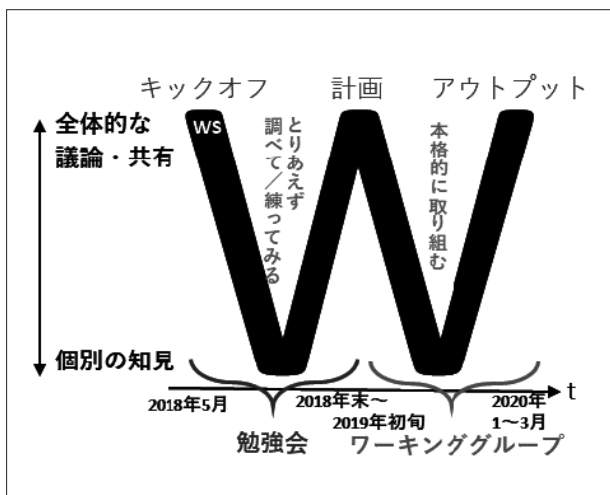 キックオフ
計画
アウトプット
全体的な
議論・共有
WS
とりあえず
調べて／練ってみる
本格的に取り組む
個別の知見
t
2018年5月
2018年末～
2019年初旬
2020年
1～3月
勉強会
ワーキンググループ